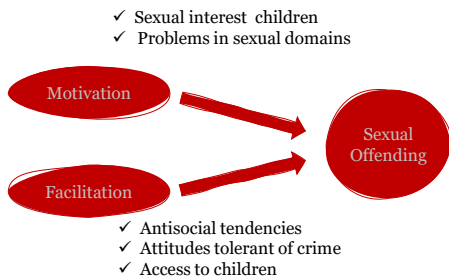 ✓ Sexual interest children
✓ Problems in sexual domains
Motivation
Sexual
Offending
Facilitation
✓ Antisocial tendencies
✓ Attitudes tolerant of crime
✓ Access to children